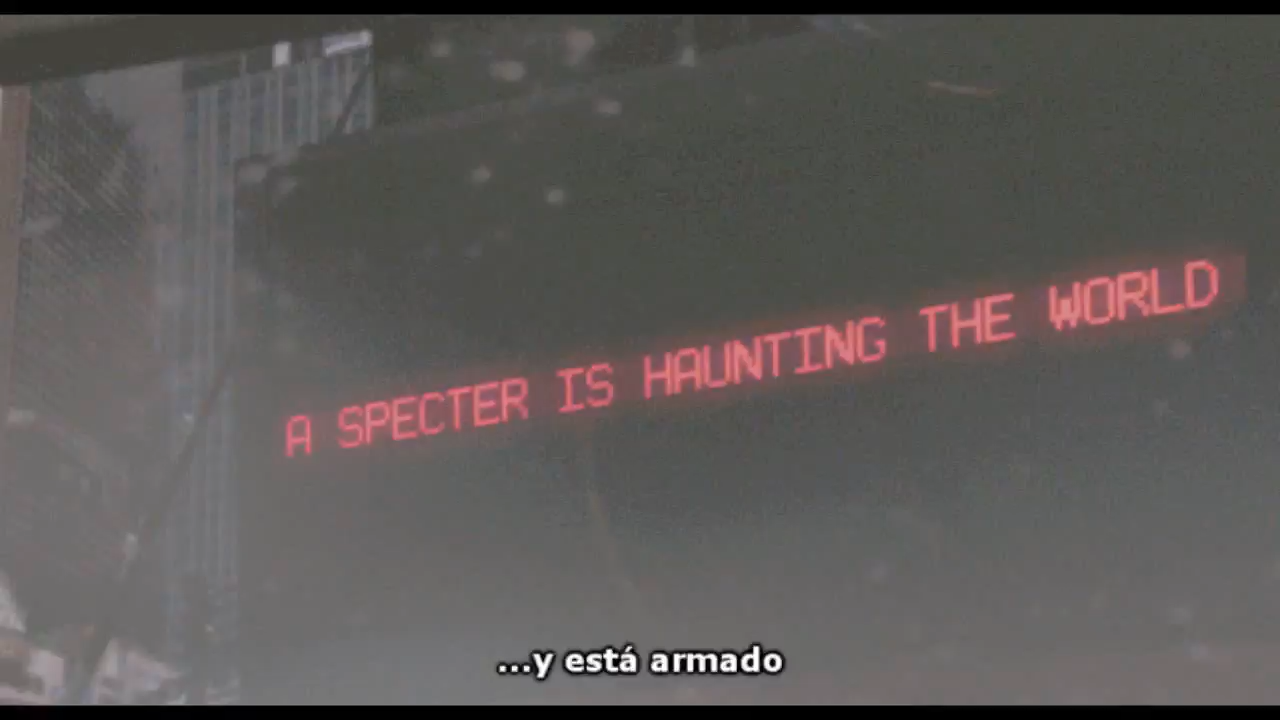 A SPECTER IS HAUNTING THE WORLD
...y está armado